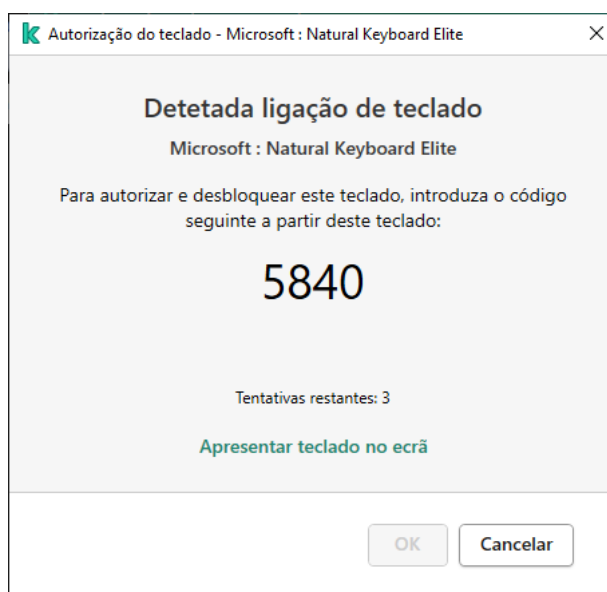 Autorização do teclado - Microsoft : Natural Keyboard Elite
Detetada ligação de teclado
Microsoft : Natural Keyboard Elite
Para autorizar e desbloquear este teclado, introduza o código
seguinte a partir deste teclado:
5840
Tentativas restantes: 3
Apresentar teclado no ecrã
OK
Cancelar